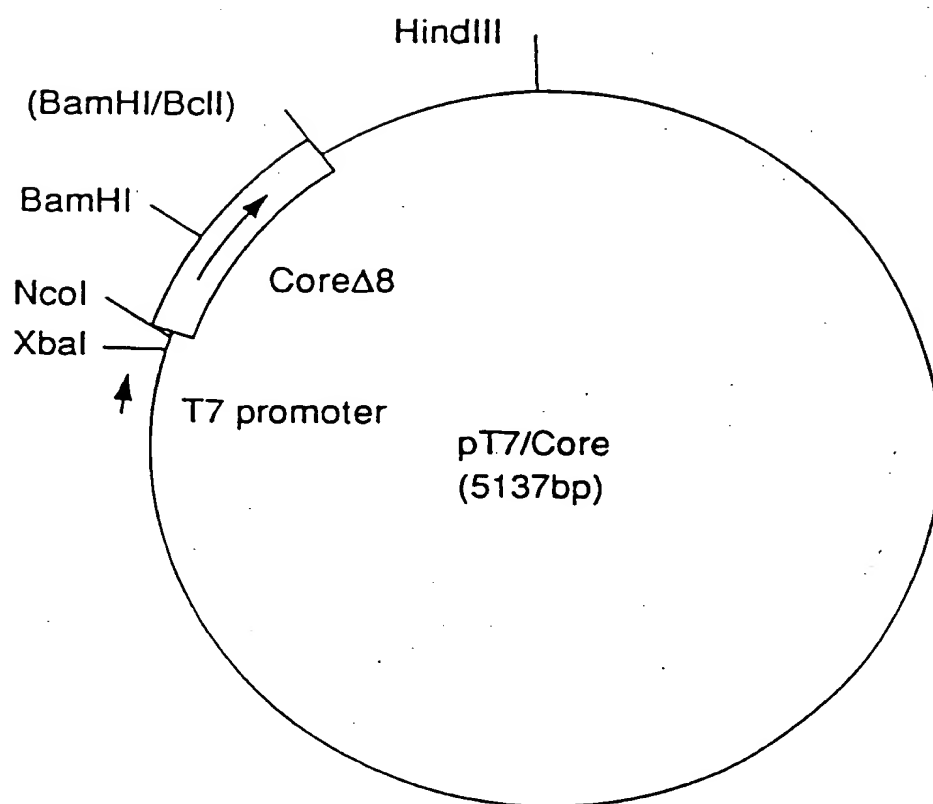 HindIII
(BamHI/BclI)
BamHI
CoreΔ8
NcoI
XbaI
T7 promoter
pT7/Core
(5137bp)